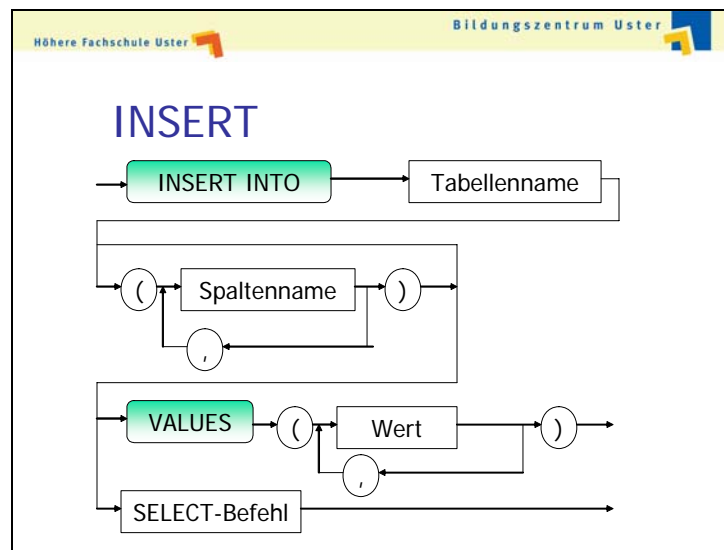 Höhere Fachschule Uster
Bildungszentrum Uster
INSERT
INSERT INTO
Tabellenname
( Spaltenname )
,
VALUES ( Wert )
,
SELECT-Befehl